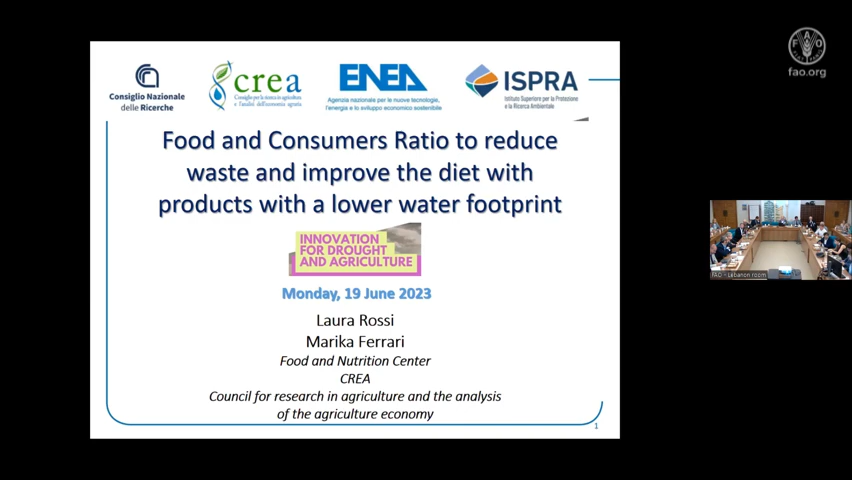 Consiglio Nazionale
delle Ricerche
crea
Consiglio per la ricerca in agricoltura
e l'analisi dell'economia agraria
ENEA
Agenzia nazionale per le nuove tecnologie,
l'energia e lo sviluppo economico sostenibile
ISPRA
Istituto Superiore per la Protezione
e la Ricerca Ambientale
FAO
fao.org
Food and Consumers Ratio to reduce
waste and improve the diet with
products with a lower water footprint
INNOVATION
FOR DROUGHT
AND AGRICULTURE
Monday, 19 June 2023
Laura Rossi
Marika Ferrari
Food and Nutrition Center
CREA
Council for research in agriculture and the analysis
of the agriculture economy
1
FAO - Lebanon room